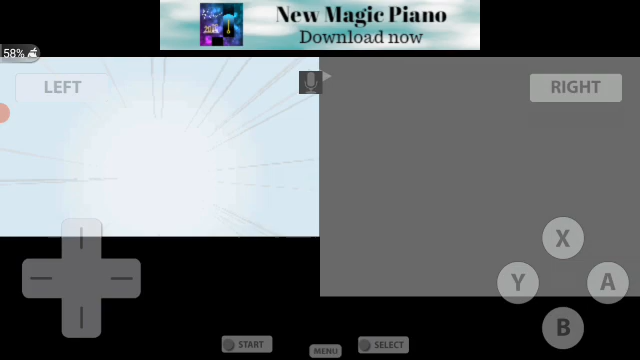 New Magic Piano
Download now
58%
LEFT
RIGHT
X
Y
A
B
START
MENU
SELECT